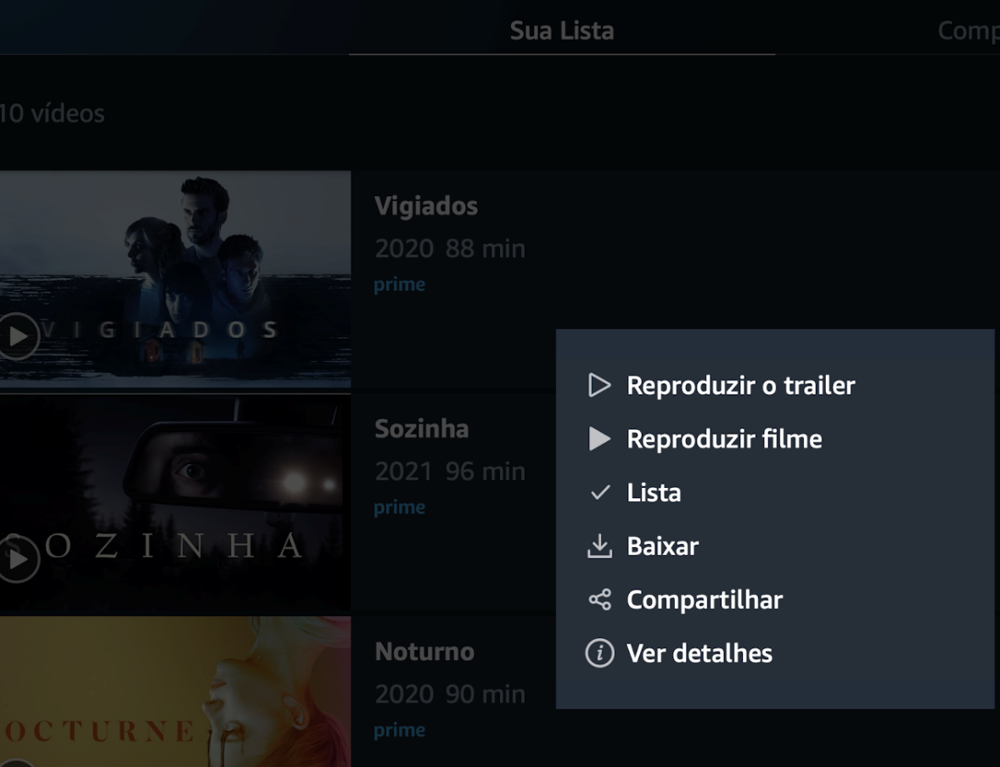 Sua Lista
Comp
10 vídeos
VIGIADOS
Vigiados
2020 88 min
prime
SOZINHA
Sozinha
2021 96 min
prime
OCTURNE
Noturno
2020 90 min
prime
Reproduzir o trailer
Reproduzir filme
Lista
Baixar
Compartilhar
Ver detalhes